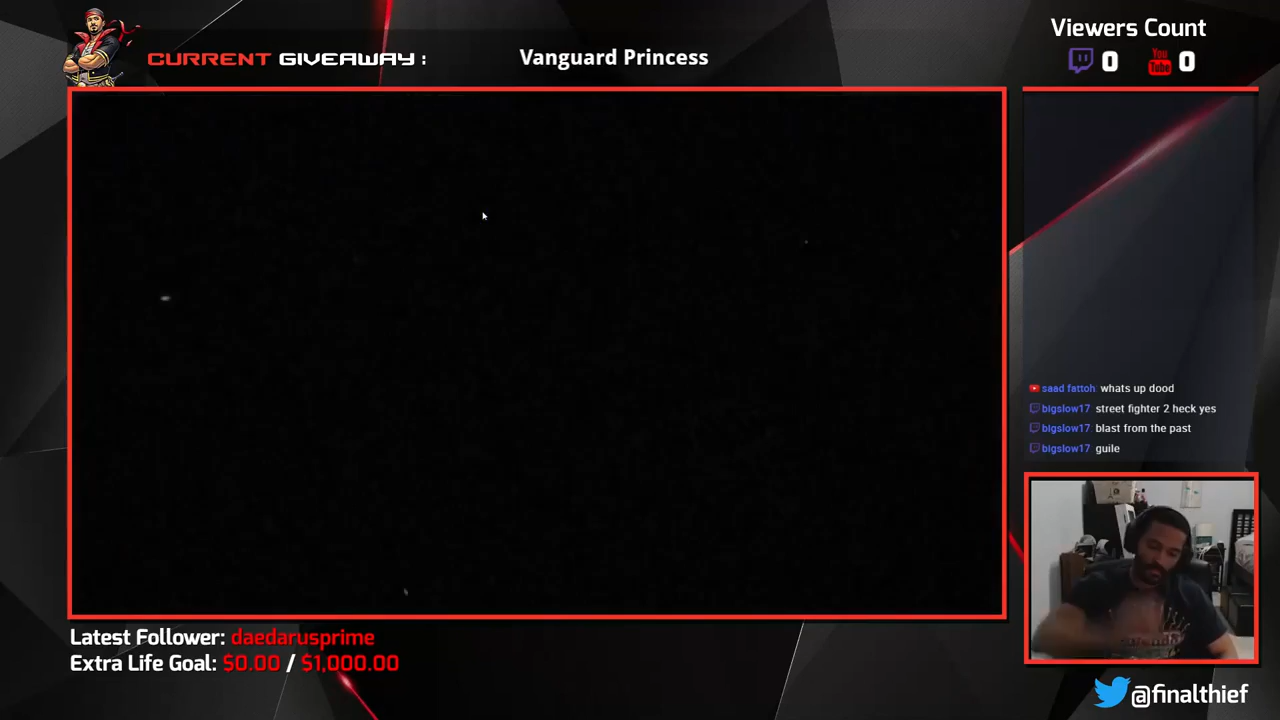 CURRENT GIVEAWAY : Vanguard Princess
Viewers Count
0 You Tube 0
saad fattoh: whats up dood
bigslow17 street fighter 2 heck yes
bigslow17 blast from the past
bigslow17 guile
Latest Follower: daedarusprime
Extra Life Goal: $0.00 / $1,000.00
@finalthief